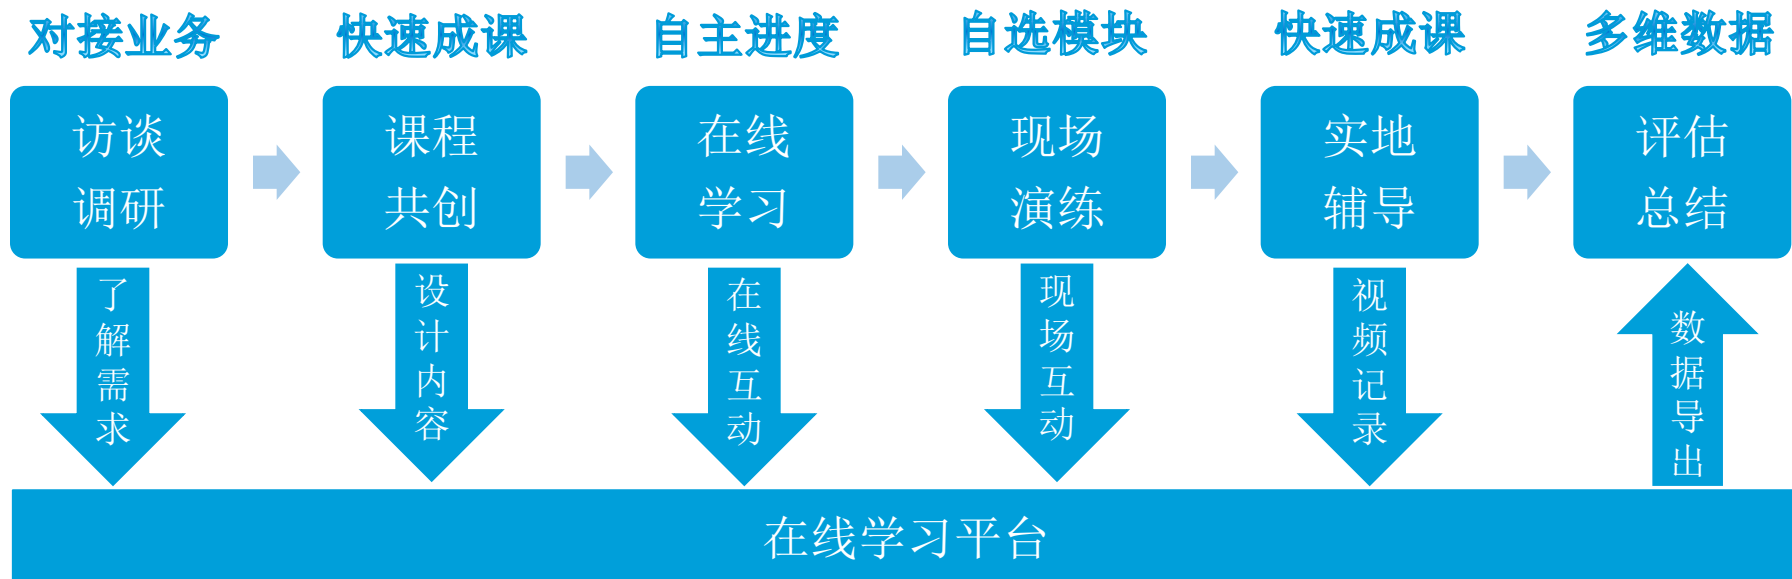 对接业务
快速成课
自主进度
自选模块
快速成课
多维数据
访谈
调研
课程
共创
在线
学习
现场
演练
实地
辅导
评估
总结
了解需求
设计内容
在线互动
现场互动
视频记录
数据导出
在线学习平台